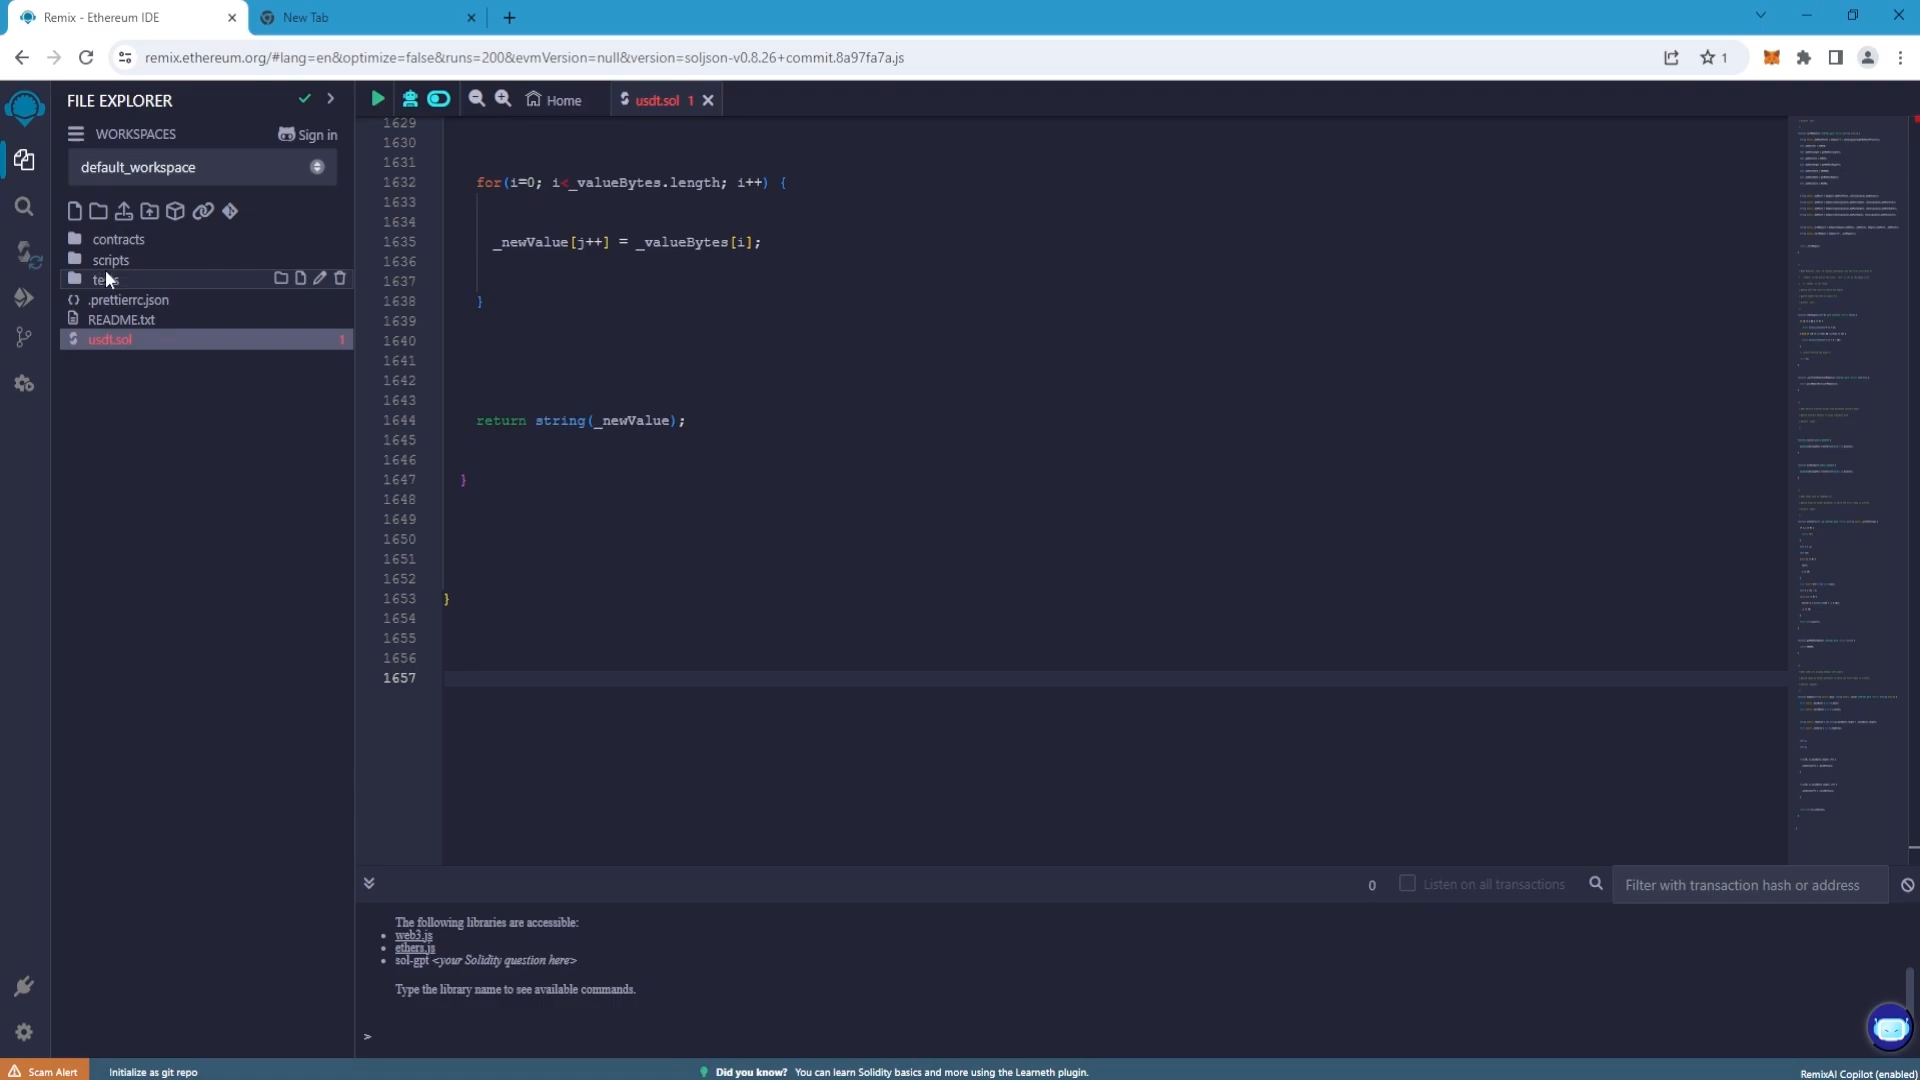 Remix - Ethereum IDE
New Tab
remix.ethereum.org/#lang=en&optimize=false&runs=200&evmVersion=null&version=soljson-v0.8.26+commit.8a97fa7a.js
1
FILE EXPLORER
Home
usdt.sol 1
WORKSPACES
Sign in
default_workspace
contracts
scripts
.prettierrc.json
README.txt
usdt.sol 1
1629
1630
1631
1632 for(i=0; i<_valueBytes.length; i++) {
1633
1634
1635 _newValue[j++] = _valueBytes[i];
1636
1637
1638 }
1639
1640
1641
1642
1643
1644 return string(_newValue);
1645
1646
1647 }
1648
1649
1650
1651
1652
1653 }
1654
1655
1656
1657
0
Listen on all transactions
Filter with transaction hash or address
The following libraries are accessible:
• web3.js
• ethers.js
• sol-gpt <your Solidity question here>
Type the library name to see available commands.
>
Scam Alert
Initialize as git repo
Did you know? You can learn Solidity basics and more using the Learneth plugin.
RemixAI Copilot (enabled)